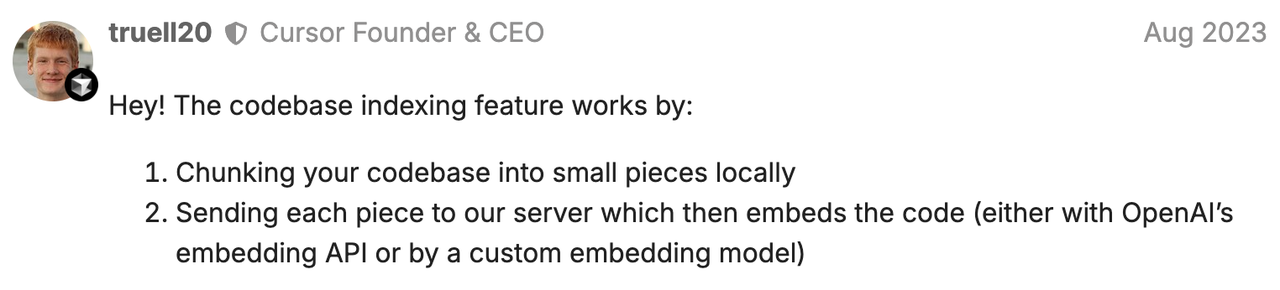 truell20 Cursor Founder & CEO Aug 2023
Hey! The codebase indexing feature works by:
1. Chunking your codebase into small pieces locally
2. Sending each piece to our server which then embeds the code (either with OpenAI’s
embedding API or by a custom embedding model)